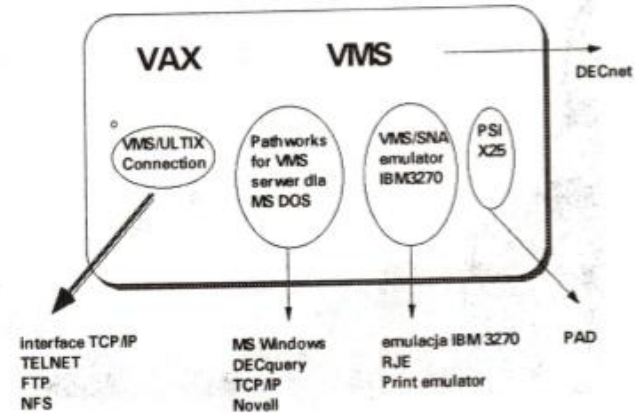 VAX VMS
DECnet
VMS/ULTIX
Connection
Pathworks
for VMS
serwer dla
MS DOS
VMS/SNA
emulator
IBM3270
PSI
X25
interface TCP/IP
TELNET
FTP
NFS
MS Windows
DECquery
TCP/IP
Novell
emulacja IBM 3270
RJE
Print emulator
PAD